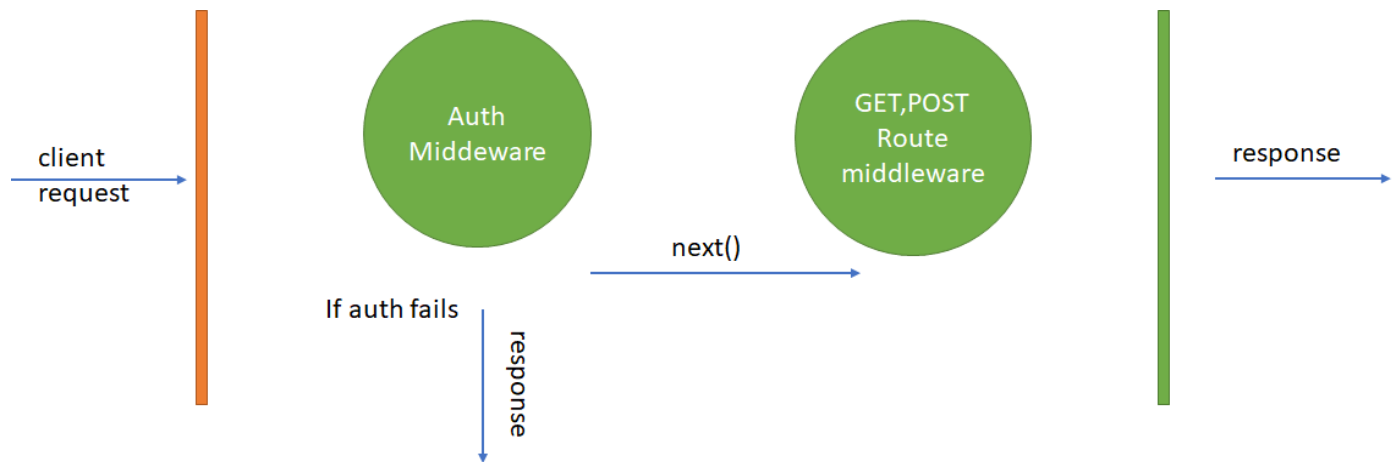 client
request
Auth
Middeware
If auth fails
response
next()
GET,POST
Route
middleware
response